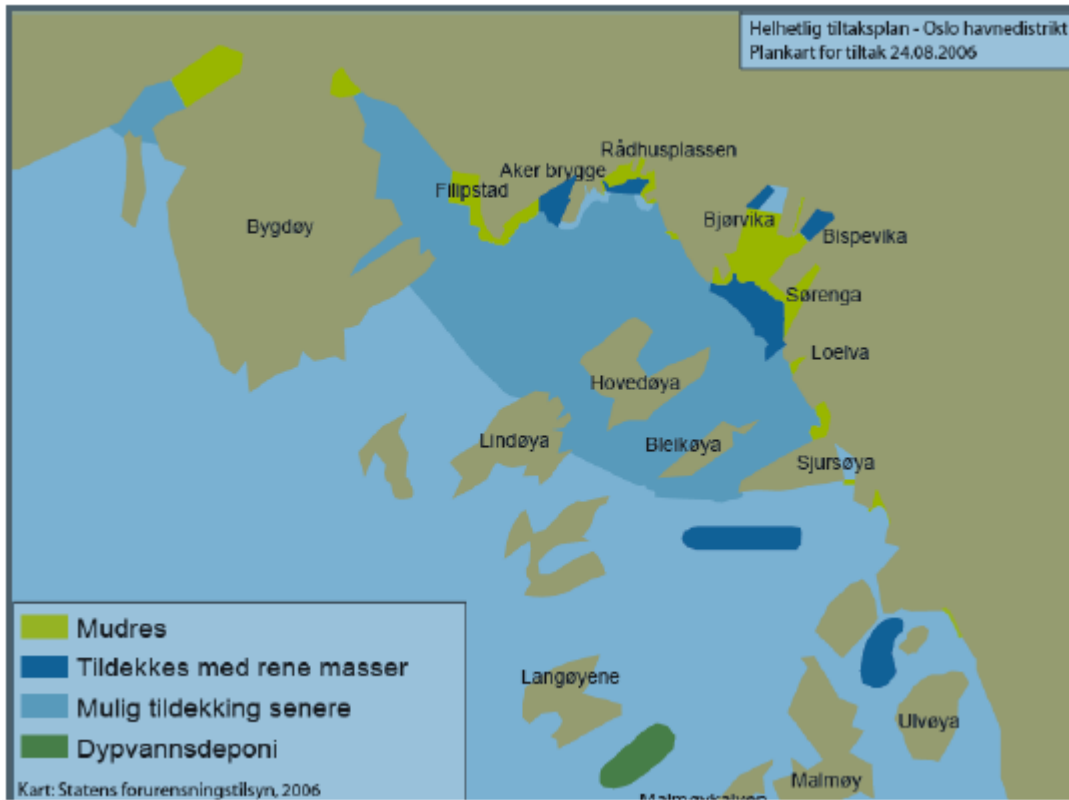 Helhetlig tiltaksplan - Oslo havnedistrikt
Plankart for tiltak 24.08.2006
Rådhusplassen
Aker brygge
Filipstad
Bjørvika
Bygdøy
Bispevika
Sørenga
Loelva
Hovedøya
Lindøya
Bleikøya
Sjursøya
Mudres
Tildekkes med rene masser
Mulig tildekking senere
Dypvannsdeponi
Kart: Statens forurensningstilsyn, 2006
Langøyene
Ulvøya
Malmøy
Malmøykalven